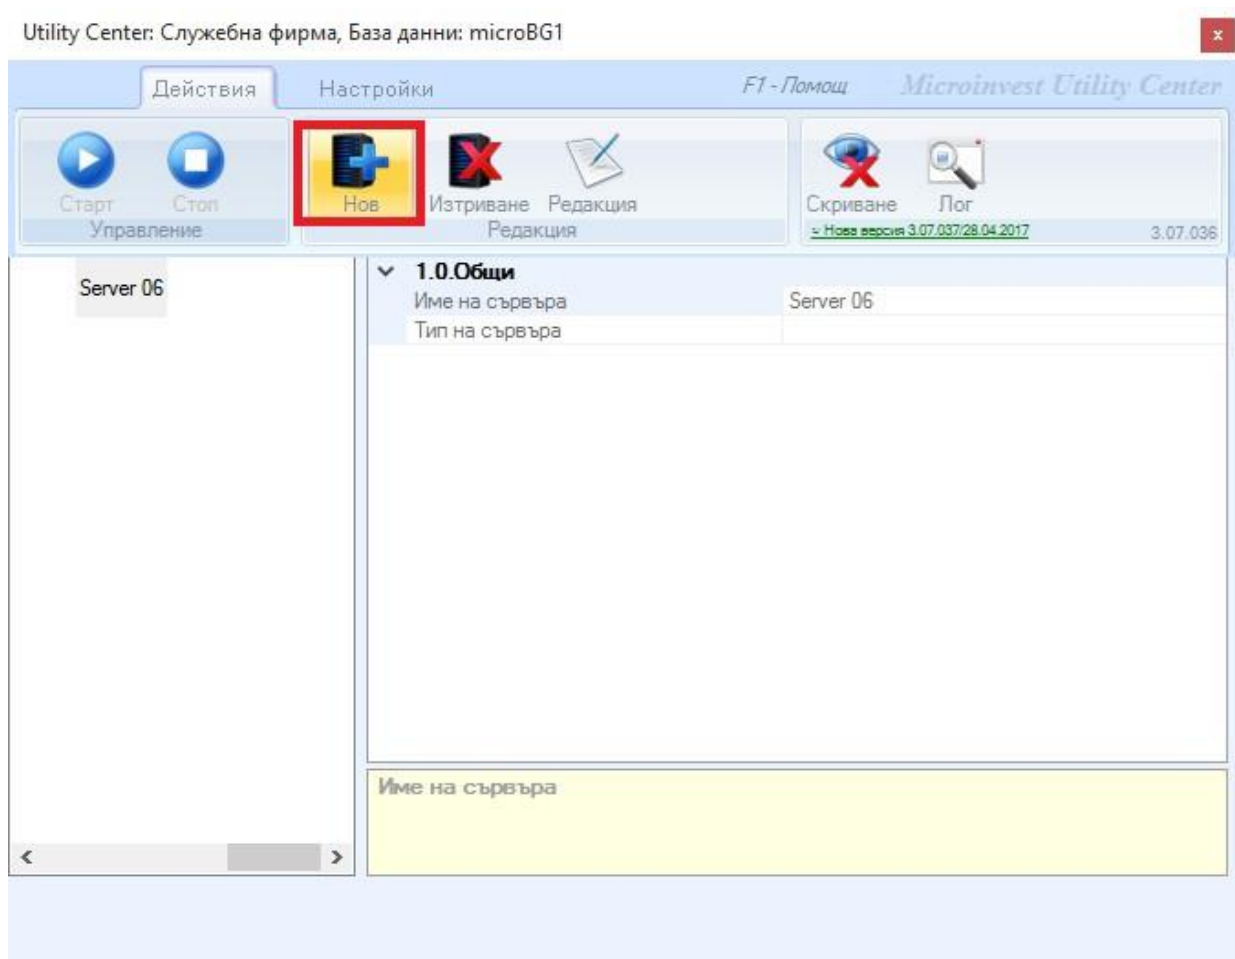 Utility Center: Служебна фирма, База данни: microBG1
x
Действия Настройки F1 - Помощ Microinvest Utility Center
Старт Стоп Нов Изтриване Редакция Скриване Лог
Управление Редакция Нова версия 3.07.037/28.04.2017 3.07.036
Server 06
1.0.Общи
Име на сървъра Server 06
Тип на сървъра
Име на сървъра